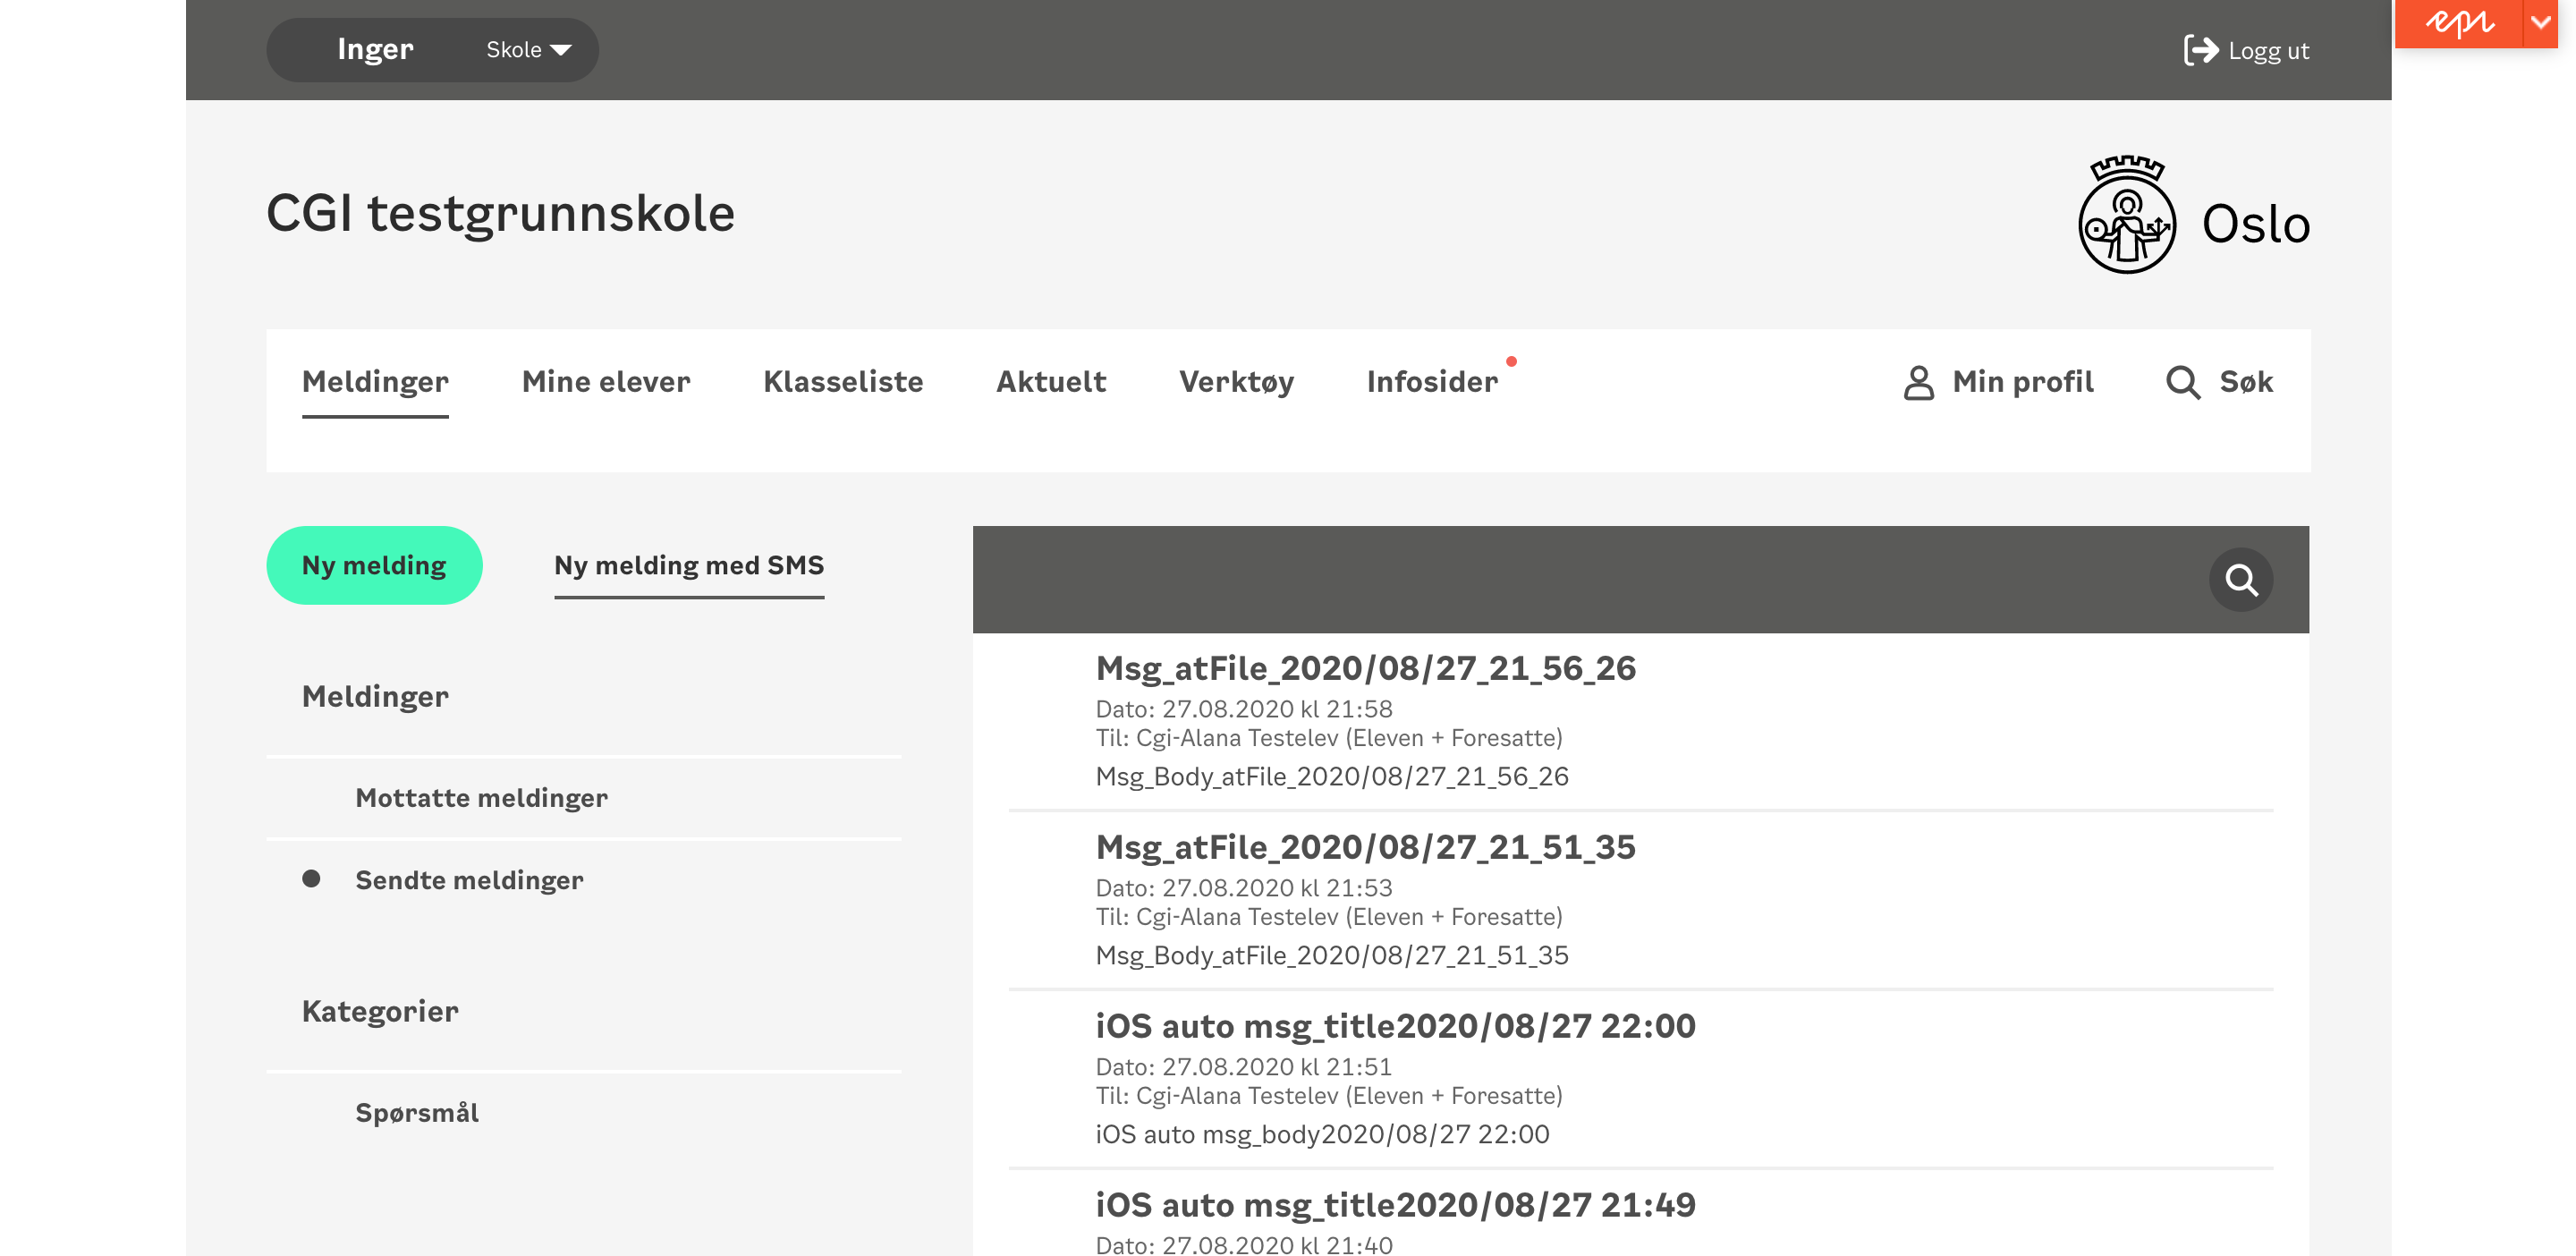 Inger
Skole
Logg ut
epi
CGI testgrunnskole
Oslo
Meldinger
Mine elever
Klasseliste
Aktuelt
Verktøy
Infosider
Min profil
Søk
Ny melding
Ny melding med SMS
Meldinger
Mottatte meldinger
Sendte meldinger
Kategorier
Spørsmål
Msg_atFile_2020/08/27_21_56_26
Dato: 27.08.2020 kl 21:58
Til: Cgi-Alana Testelev (Eleven + Foresatte)
Msg_Body_atFile_2020/08/27_21_56_26
Msg_atFile_2020/08/27_21_51_35
Dato: 27.08.2020 kl 21:53
Til: Cgi-Alana Testelev (Eleven + Foresatte)
Msg_Body_atFile_2020/08/27_21_51_35
iOS auto msg_title2020/08/27 22:00
Dato: 27.08.2020 kl 21:51
Til: Cgi-Alana Testelev (Eleven + Foresatte)
iOS auto msg_body2020/08/27 22:00
iOS auto msg_title2020/08/27 21:49
Dato: 27.08.2020 kl 21:40